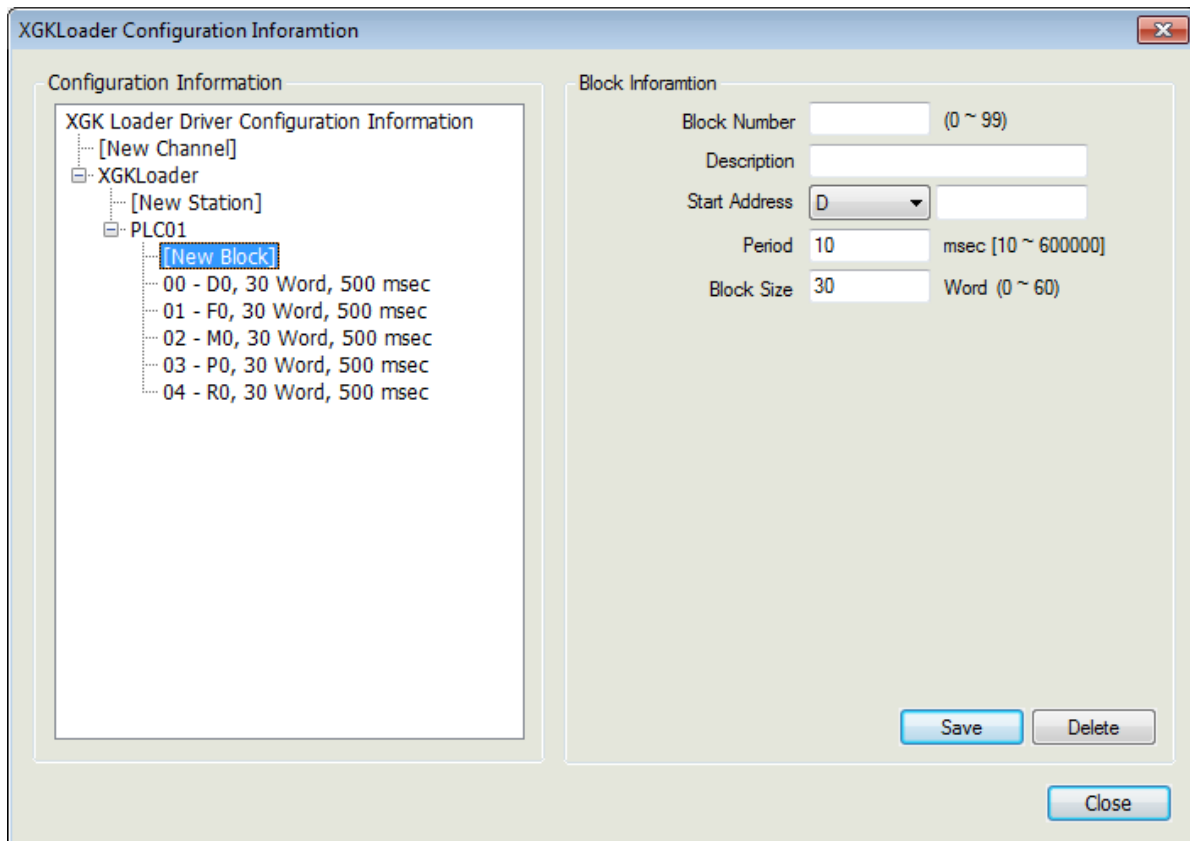 XGKLoader Configuration Inforamtion
Configuration Information
XGK Loader Driver Configuration Information
[New Channel]
XGKLoader
[New Station]
PLC01
[New Block]
00 - D0, 30 Word, 500 msec
01 - F0, 30 Word, 500 msec
02 - M0, 30 Word, 500 msec
03 - P0, 30 Word, 500 msec
04 - R0, 30 Word, 500 msec
Block Inforamtion
Block Number (0 ~ 99)
Description
Start Address D
Period 10 msec [10 ~ 600000]
Block Size 30 Word (0 ~ 60)
Save Delete
Close